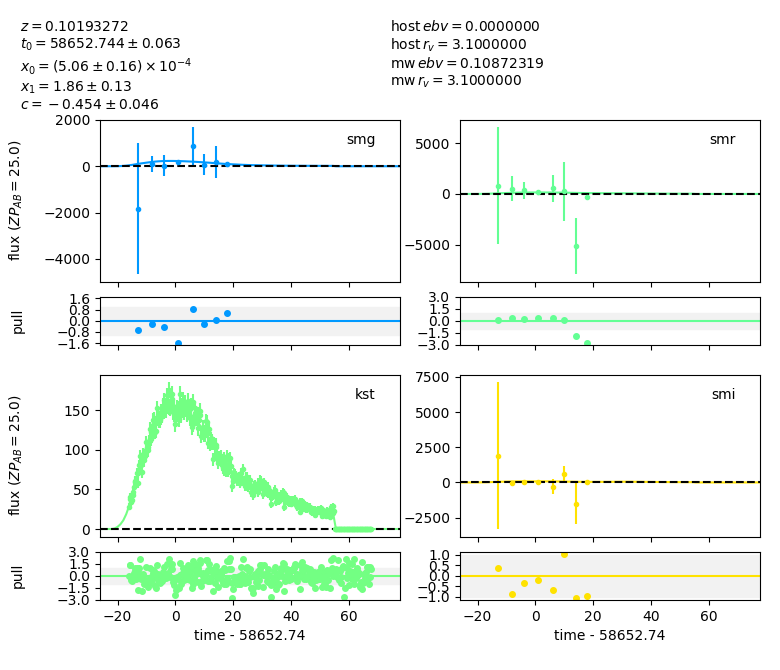 z = 0.10193272
t0 = 58652.744 ± 0.063
x0 = (5.06 ± 0.16) × 10^−4
x1 = 1.86 ± 0.13
c = −0.454 ± 0.046
host ebv = 0.0000000
host r_v = 3.1000000
mw ebv = 0.10872319
mw r_v = 3.1000000
smg
2000
0
−2000
−4000
flux (ZP_AB = 25.0)
smr
5000
0
−5000
1.6
0.8
0.0
−0.8
−1.6
pull
3.0
1.5
0.0
−1.5
−3.0
kst
150
100
50
0
flux (ZP_AB = 25.0)
smi
7500
5000
2500
0
−2500
3.0
1.5
0.0
−1.5
−3.0
pull
−20 0 20 40 60
time - 58652.74
1.0
0.5
0.0
−0.5
−1.0
−20 0 20 40 60
time - 58652.74